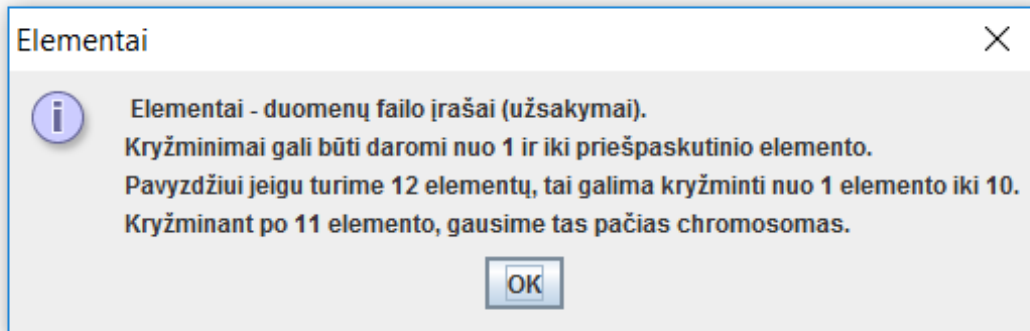 Elementai
Elementai - duomenų failo įrašai (užsakymai).
Kryžminimai gali būti daromi nuo 1 ir iki priešpaskutinio elemento.
Pavyzdžiui jeigu turime 12 elementų, tai galima kryžminti nuo 1 elemento iki 10.
Kryžminant po 11 elemento, gausime tas pačias chromosomas.
OK